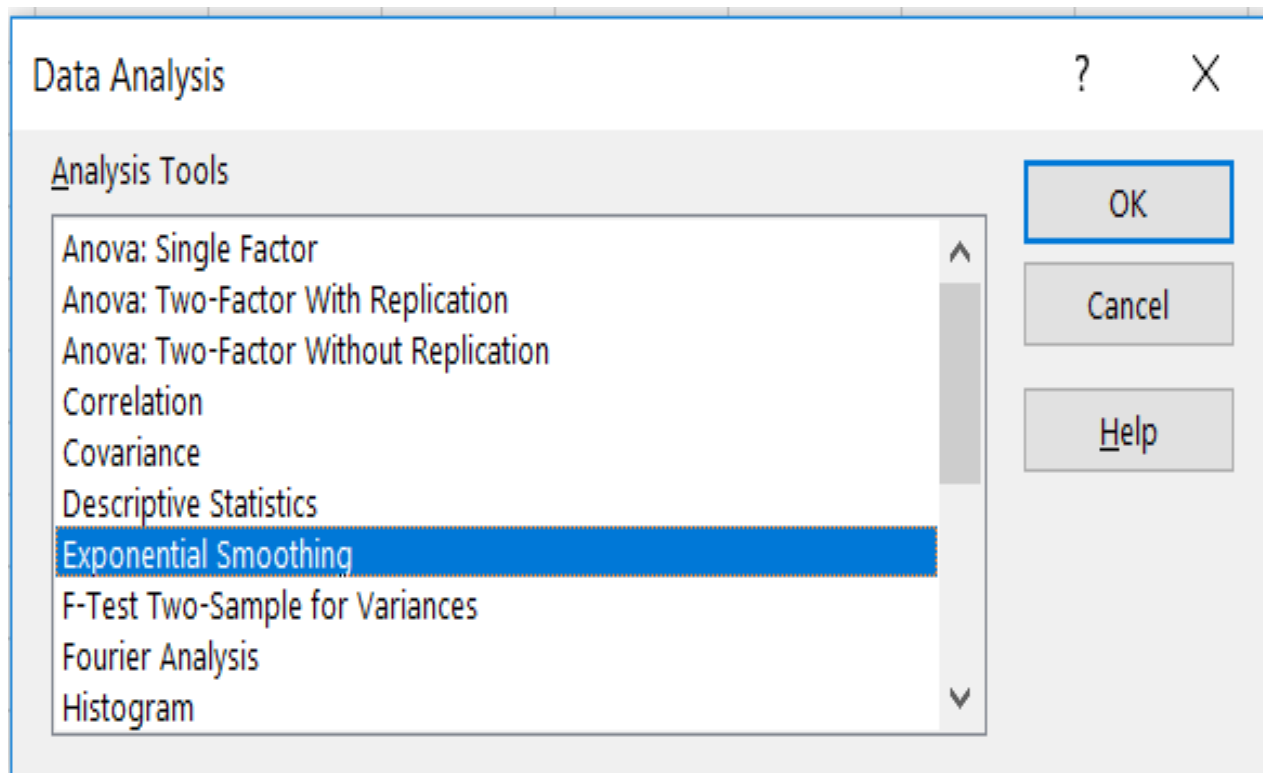 Data Analysis
?
X
Analysis Tools
Anova: Single Factor
Anova: Two-Factor With Replication
Anova: Two-Factor Without Replication
Correlation
Covariance
Descriptive Statistics
Exponential Smoothing
F-Test Two-Sample for Variances
Fourier Analysis
Histogram
OK
Cancel
Help